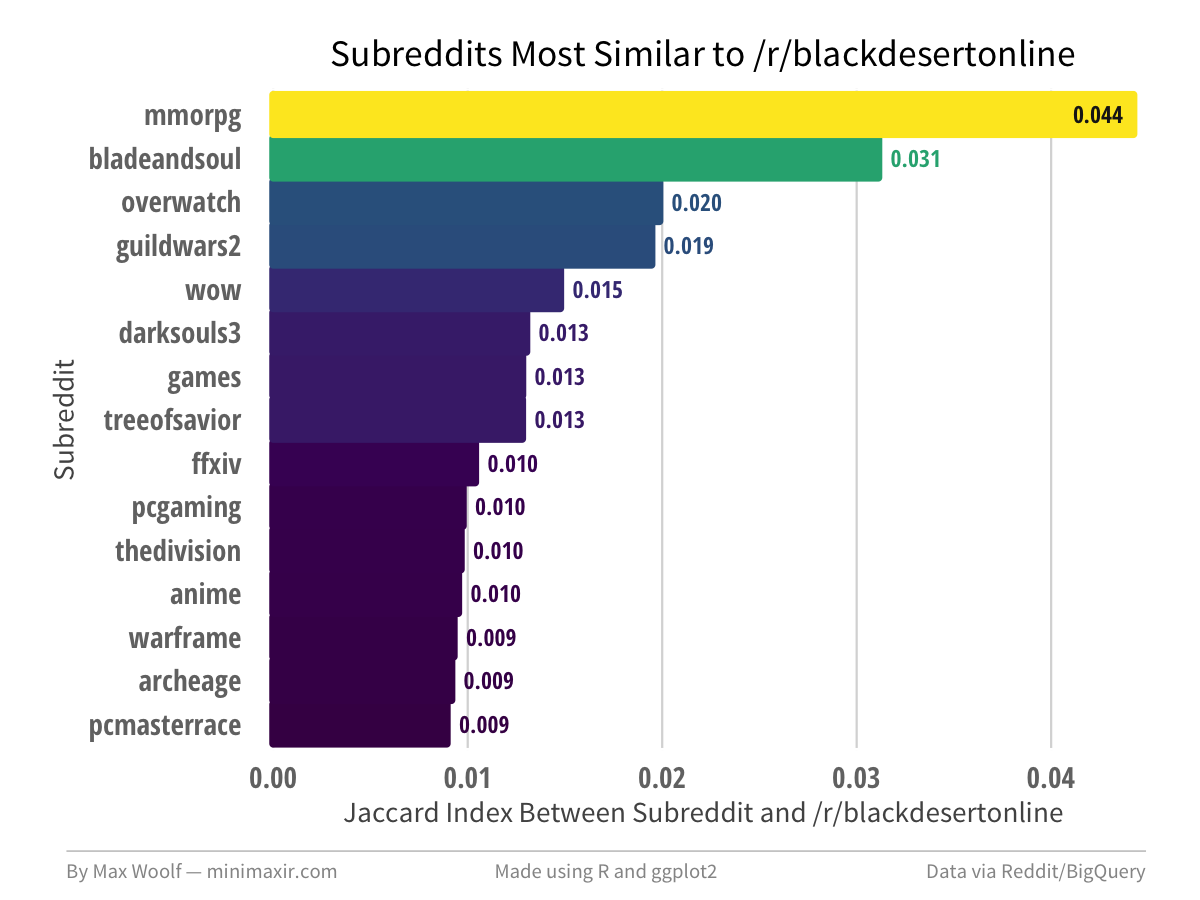 Subreddits Most Similar to /r/blackdesertonline
mmorpg 0.044
bladeandsoul 0.031
overwatch 0.020
guildwars2 0.019
wow 0.015
darksouls3 0.013
games 0.013
treeofsavior 0.013
ffxiv 0.010
pcgaming 0.010
thedivision 0.010
anime 0.010
warframe 0.009
archeage 0.009
pcmasterrace 0.009
Subreddit
0.00 0.01 0.02 0.03 0.04
Jaccard Index Between Subreddit and /r/blackdesertonline
By Max Woolf — minimaxir.com Made using R and ggplot2 Data via Reddit/BigQuery